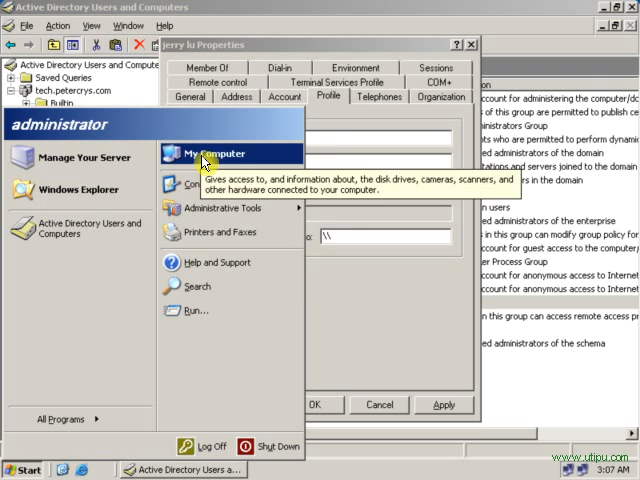 Active Directory Users and Computers
File Action View Window Help
jerry lu Properties
Active Directory Users and Compute
Saved Queries
tech.petercrys.com
Builtin
Member Of Dial-in Environment Sessions
Remote control Terminal Services Profile COM+
General Address Account Profile Telephones Organization
on
ccount for administering the computer/do
s of this group are permitted to publish ce
ministrators Group
nts who are permitted to perform dynamic
ed administrators of the domain
tations and servers joined to the domain
rs in the domain
n users
ed administrators of the enterprise
s in this group can modify group policy for
ccount for guest access to the computer/
er Process Group
ccount for anonymous access to Internet
ccount for anonymous access to Internet
n this group can access remote access pr
ed administrators of the schema
administrator
Manage Your Server
Windows Explorer
Active Directory Users and
Computers
All Programs
My Computer
Gives access to, and information about, the disk drives, cameras, scanners, and
other hardware connected to your computer.
Con
Administrative Tools
Printers and Faxes
Help and Support
Search
Run...
o: \\
OK Cancel Apply
Log Off Shut Down
www.utipu.com
Start Active Directory Users a... 3:07 AM